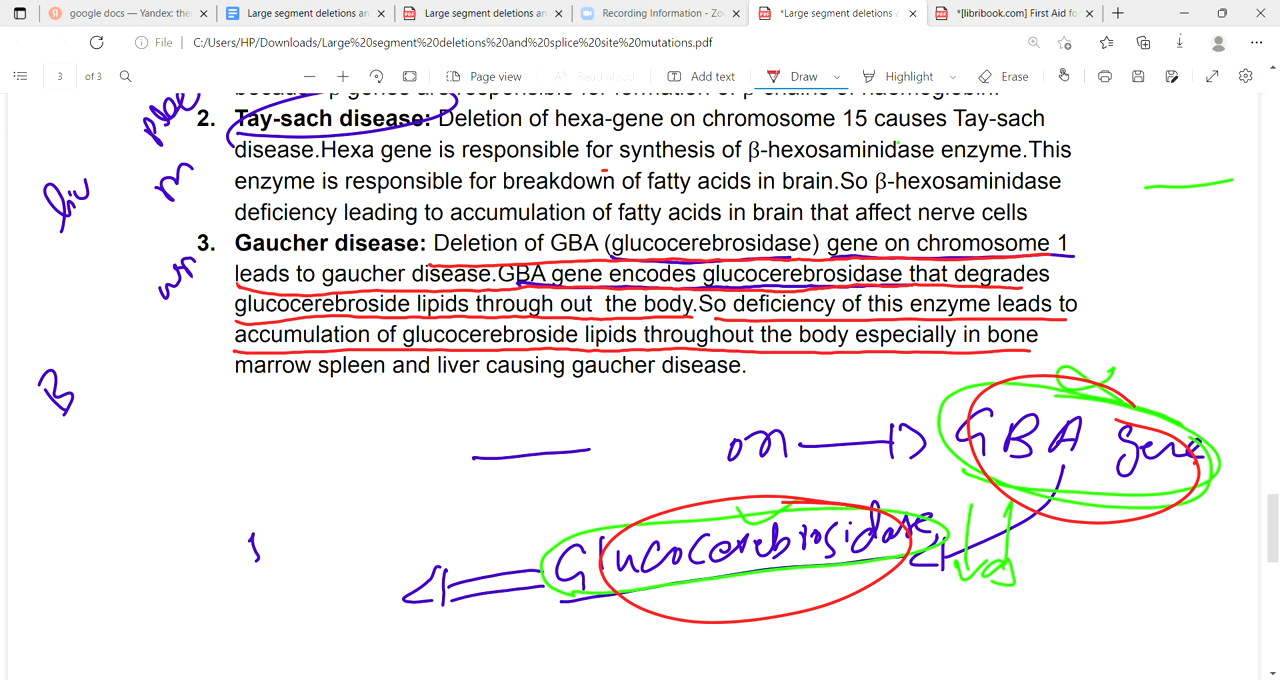 google docs — Yandex: the
Large segment deletions an
Large segment deletions an
Recording Information - Zo
*Large segment deletions a
*[libribook.com] First Aid fo
File
C:/Users/HP/Downloads/Large%20segment%20deletions%20and%20splice%20site%20mutations.pdf
3 of 3
Page view
Read aloud
Add text
Draw
Highlight
Erase
2. Tay-sach disease: Deletion of hexa-gene on chromosome 15 causes Tay-sach
disease.Hexa gene is responsible for synthesis of β-hexosaminidase enzyme.This
enzyme is responsible for breakdown of fatty acids in brain.So β-hexosaminidase
deficiency leading to accumulation of fatty acids in brain that affect nerve cells
3. Gaucher disease: Deletion of GBA (glucocerebrosidase) gene on chromosome 1
leads to gaucher disease.GBA gene encodes glucocerebrosidase that degrades
glucocerebroside lipids through out the body.So deficiency of this enzyme leads to
accumulation of glucocerebroside lipids throughout the body especially in bone
marrow spleen and liver causing gaucher disease.
B
on GBA gene
Glucocerebrosidase